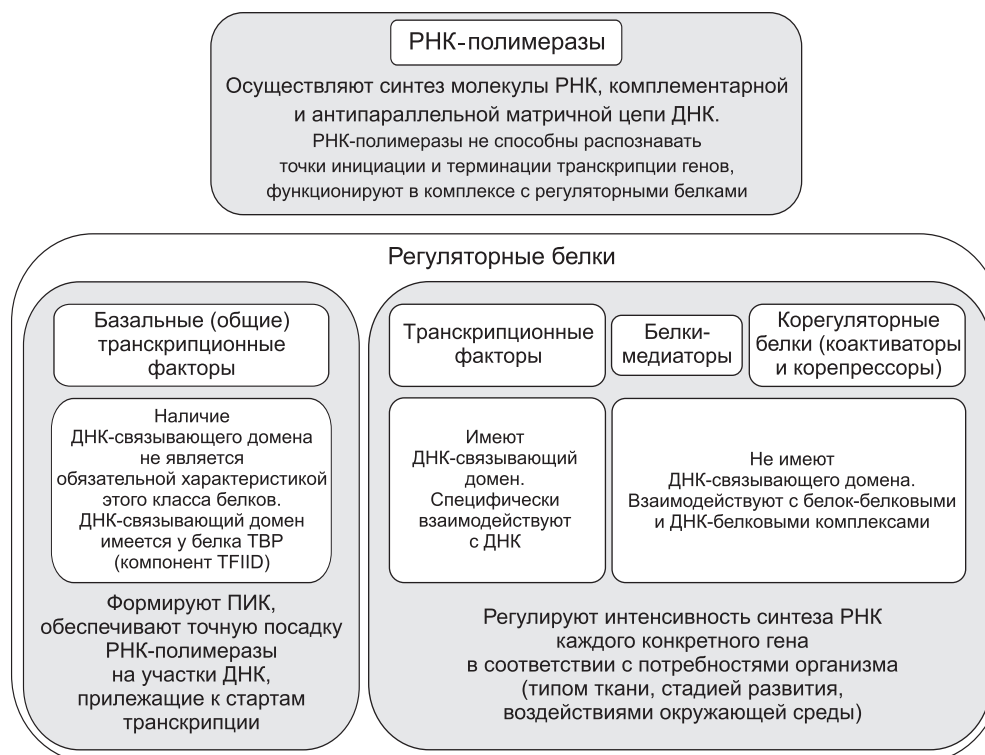 РНК-полимеразы
Осуществляют синтез молекулы РНК, комплементарной
и антипараллельной матричной цепи ДНК.
РНК-полимеразы не способны распознавать
точки инициации и терминации транскрипции генов,
функционируют в комплексе с регуляторными белками
Регуляторные белки
Базальные (общие)
транскрипционные
факторы
Наличие
ДНК-связывающего домена
не является
обязательной характеристикой
этого класса белков.
ДНК-связывающий домен
имеется у белка TBP
(компонент TFIID)
Формируют ПИК,
обеспечивают точную посадку
РНК-полимеразы
на участки ДНК,
прилежащие к стартам
транскрипции
Транскрипционные
факторы
Белки-
медиаторы
Корегуляторные
белки (коактиваторы
и корепрессоры)
Имеют
ДНК-связывающий
домен.
Специфически
взаимодействуют
с ДНК
Не имеют
ДНК-связывающего домена.
Взаимодействуют с белок-белковыми
и ДНК-белковыми комплексами
Регулируют интенсивность синтеза РНК
каждого конкретного гена
в соответствии с потребностями организма
(типом ткани, стадией развития,
воздействиями окружающей среды)